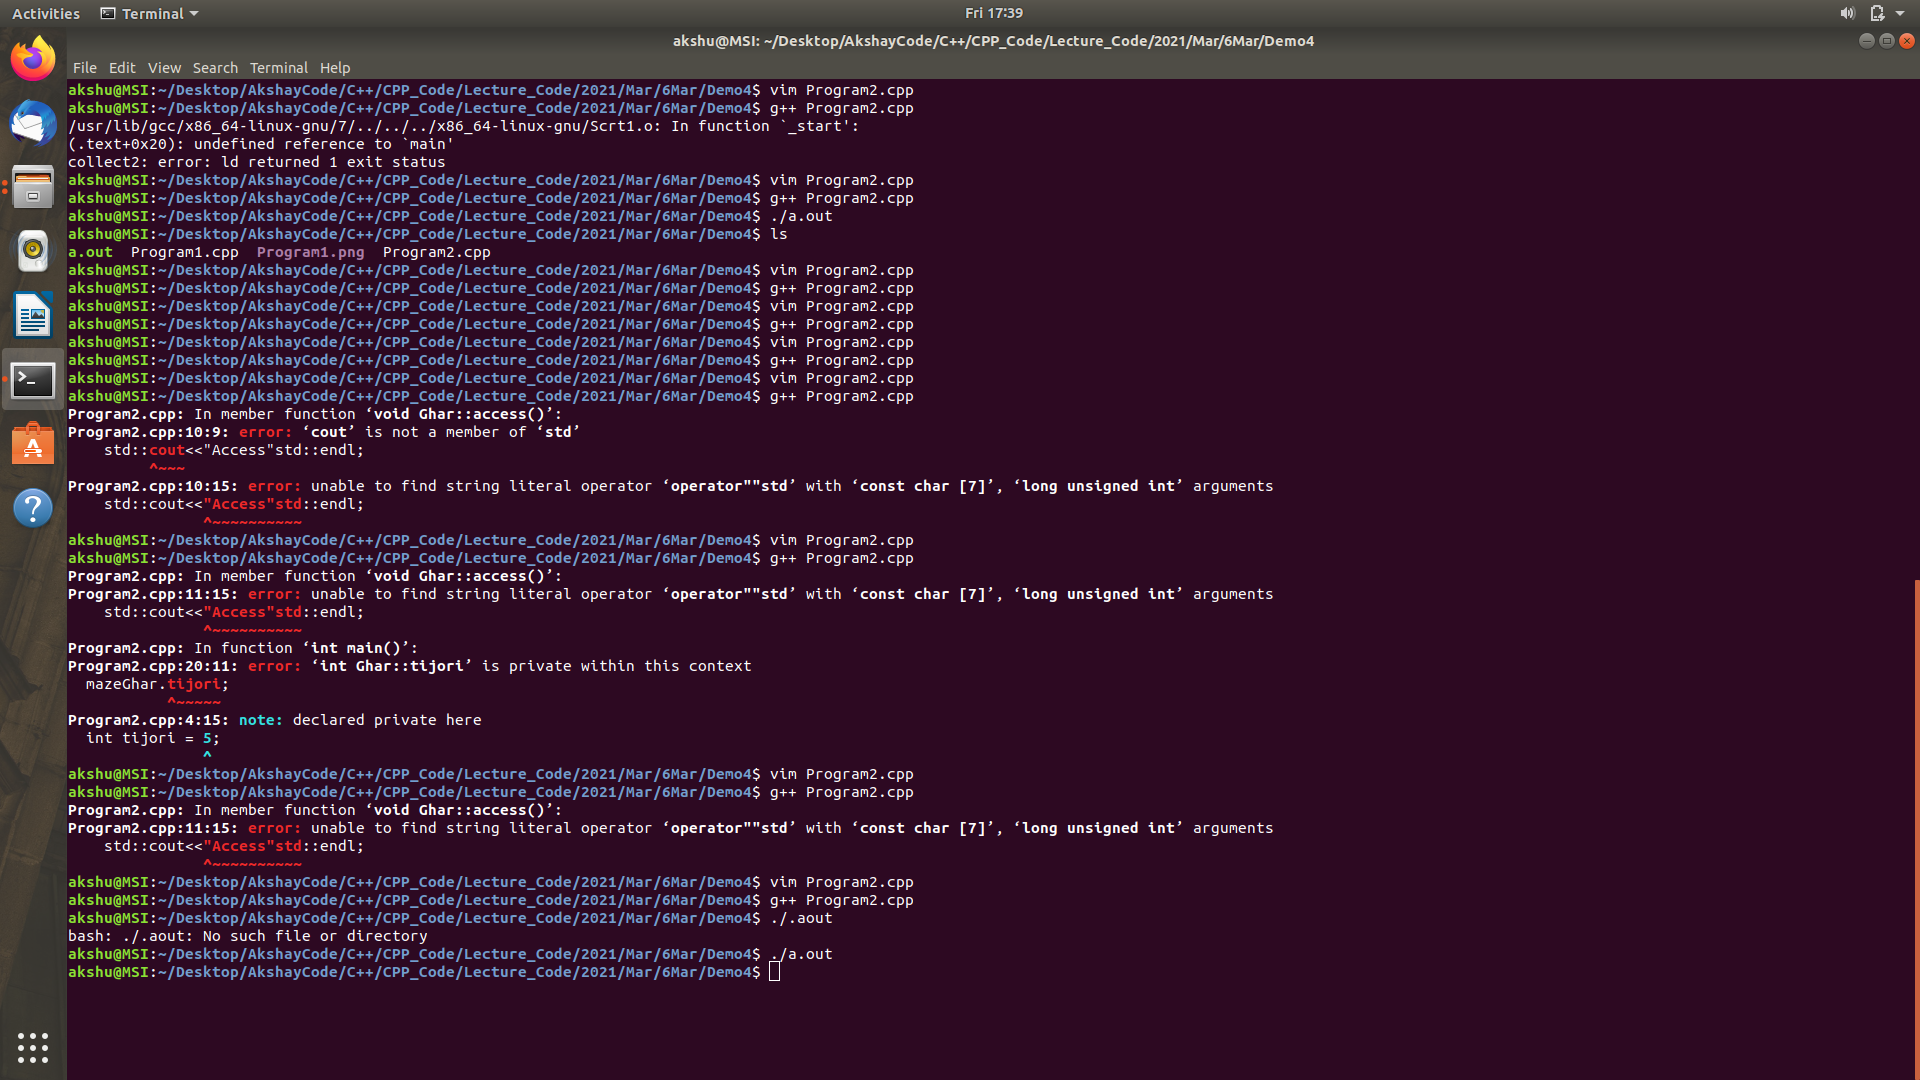 Activities Terminal Fri 17:39
akshu@MSI: ~/Desktop/AkshayCode/C++/CPP_Code/Lecture_Code/2021/Mar/6Mar/Demo4
File Edit View Search Terminal Help
akshu@MSI:~/Desktop/AkshayCode/C++/CPP_Code/Lecture_Code/2021/Mar/6Mar/Demo4$ vim Program2.cpp
akshu@MSI:~/Desktop/AkshayCode/C++/CPP_Code/Lecture_Code/2021/Mar/6Mar/Demo4$ g++ Program2.cpp
/usr/lib/gcc/x86_64-linux-gnu/7/../../../x86_64-linux-gnu/Scrt1.o: In function `_start':
(.text+0x20): undefined reference to `main'
collect2: error: ld returned 1 exit status
akshu@MSI:~/Desktop/AkshayCode/C++/CPP_Code/Lecture_Code/2021/Mar/6Mar/Demo4$ vim Program2.cpp
akshu@MSI:~/Desktop/AkshayCode/C++/CPP_Code/Lecture_Code/2021/Mar/6Mar/Demo4$ g++ Program2.cpp
akshu@MSI:~/Desktop/AkshayCode/C++/CPP_Code/Lecture_Code/2021/Mar/6Mar/Demo4$ ./a.out
akshu@MSI:~/Desktop/AkshayCode/C++/CPP_Code/Lecture_Code/2021/Mar/6Mar/Demo4$ ls
a.out  Program1.cpp  Program1.png  Program2.cpp
akshu@MSI:~/Desktop/AkshayCode/C++/CPP_Code/Lecture_Code/2021/Mar/6Mar/Demo4$ vim Program2.cpp
akshu@MSI:~/Desktop/AkshayCode/C++/CPP_Code/Lecture_Code/2021/Mar/6Mar/Demo4$ g++ Program2.cpp
akshu@MSI:~/Desktop/AkshayCode/C++/CPP_Code/Lecture_Code/2021/Mar/6Mar/Demo4$ vim Program2.cpp
akshu@MSI:~/Desktop/AkshayCode/C++/CPP_Code/Lecture_Code/2021/Mar/6Mar/Demo4$ g++ Program2.cpp
akshu@MSI:~/Desktop/AkshayCode/C++/CPP_Code/Lecture_Code/2021/Mar/6Mar/Demo4$ vim Program2.cpp
akshu@MSI:~/Desktop/AkshayCode/C++/CPP_Code/Lecture_Code/2021/Mar/6Mar/Demo4$ g++ Program2.cpp
akshu@MSI:~/Desktop/AkshayCode/C++/CPP_Code/Lecture_Code/2021/Mar/6Mar/Demo4$ vim Program2.cpp
akshu@MSI:~/Desktop/AkshayCode/C++/CPP_Code/Lecture_Code/2021/Mar/6Mar/Demo4$ g++ Program2.cpp
Program2.cpp: In member function ‘void Ghar::access()’:
Program2.cpp:10:9: error: ‘cout’ is not a member of ‘std’
    std::cout<<"Access"std::endl;
         ^~~~
Program2.cpp:10:15: error: unable to find string literal operator ‘operator""std’ with ‘const char [7]’, ‘long unsigned int’ arguments
    std::cout<<"Access"std::endl;
               ^~~~~~~~~~~
akshu@MSI:~/Desktop/AkshayCode/C++/CPP_Code/Lecture_Code/2021/Mar/6Mar/Demo4$ vim Program2.cpp
akshu@MSI:~/Desktop/AkshayCode/C++/CPP_Code/Lecture_Code/2021/Mar/6Mar/Demo4$ g++ Program2.cpp
Program2.cpp: In member function ‘void Ghar::access()’:
Program2.cpp:11:15: error: unable to find string literal operator ‘operator""std’ with ‘const char [7]’, ‘long unsigned int’ arguments
    std::cout<<"Access"std::endl;
               ^~~~~~~~~~~
Program2.cpp: In function ‘int main()’:
Program2.cpp:20:11: error: ‘int Ghar::tijori’ is private within this context
  mazeGhar.tijori;
           ^~~~~~
Program2.cpp:4:15: note: declared private here
  int tijori = 5;
               ^
akshu@MSI:~/Desktop/AkshayCode/C++/CPP_Code/Lecture_Code/2021/Mar/6Mar/Demo4$ vim Program2.cpp
akshu@MSI:~/Desktop/AkshayCode/C++/CPP_Code/Lecture_Code/2021/Mar/6Mar/Demo4$ g++ Program2.cpp
Program2.cpp: In member function ‘void Ghar::access()’:
Program2.cpp:11:15: error: unable to find string literal operator ‘operator""std’ with ‘const char [7]’, ‘long unsigned int’ arguments
    std::cout<<"Access"std::endl;
               ^~~~~~~~~~~
akshu@MSI:~/Desktop/AkshayCode/C++/CPP_Code/Lecture_Code/2021/Mar/6Mar/Demo4$ vim Program2.cpp
akshu@MSI:~/Desktop/AkshayCode/C++/CPP_Code/Lecture_Code/2021/Mar/6Mar/Demo4$ g++ Program2.cpp
akshu@MSI:~/Desktop/AkshayCode/C++/CPP_Code/Lecture_Code/2021/Mar/6Mar/Demo4$ ./.aout
bash: ./.aout: No such file or directory
akshu@MSI:~/Desktop/AkshayCode/C++/CPP_Code/Lecture_Code/2021/Mar/6Mar/Demo4$ ./a.out
akshu@MSI:~/Desktop/AkshayCode/C++/CPP_Code/Lecture_Code/2021/Mar/6Mar/Demo4$